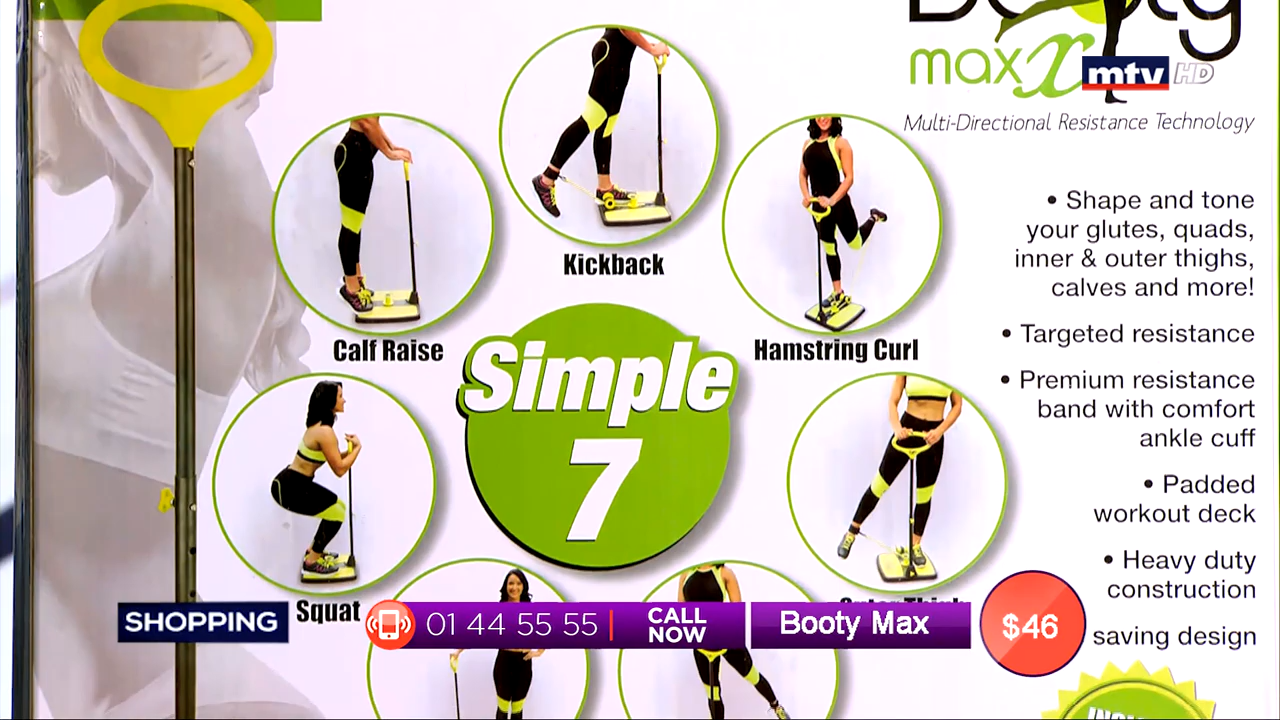 Booty
maxx
mtv HD
Multi-Directional Resistance Technology
Kickback
Calf Raise
Hamstring Curl
Simple
7
• Shape and tone
your glutes, quads,
inner & outer thighs,
calves and more!
• Targeted resistance
• Premium resistance
band with comfort
ankle cuff
• Padded
workout deck
• Heavy duty
construction
saving design
Squat
SHOPPING
01 44 55 55
CALL
NOW
Booty Max
$46